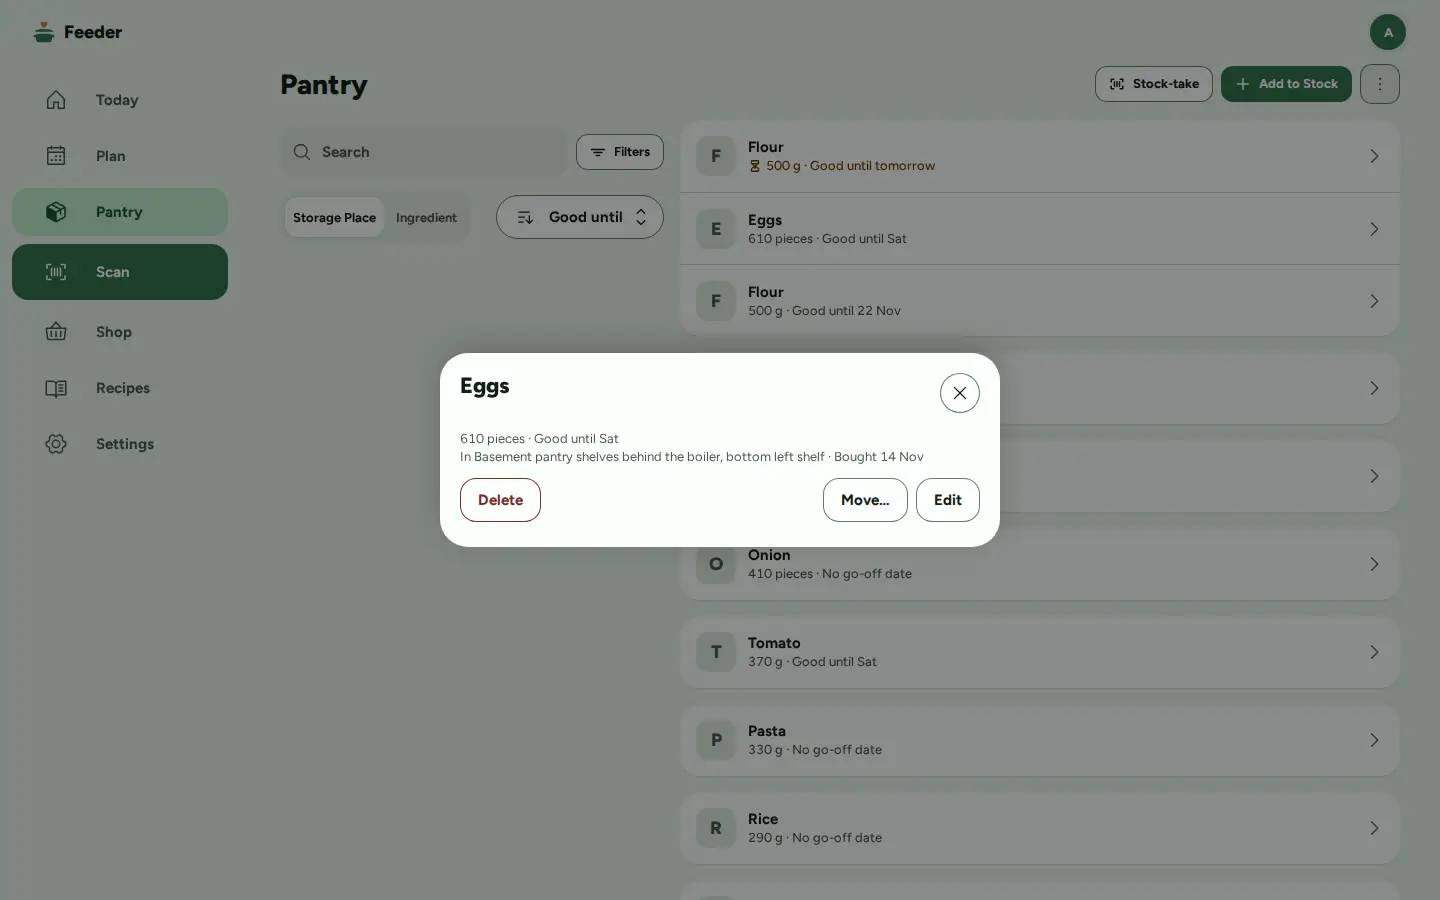 Feeder
A
Today
Plan
Pantry
Scan
Shop
Recipes
Settings
Pantry
Stock-take
Add to Stock
Search
Filters
Storage Place
Ingredient
Good until
F
Flour
500 g · Good until tomorrow
E
Eggs
610 pieces · Good until Sat
F
Flour
500 g · Good until 22 Nov
Eggs
610 pieces · Good until Sat
In Basement pantry shelves behind the boiler, bottom left shelf · Bought 14 Nov
Delete
Move...
Edit
O
Onion
410 pieces · No go-off date
T
Tomato
370 g · Good until Sat
P
Pasta
330 g · No go-off date
R
Rice
290 g · No go-off date